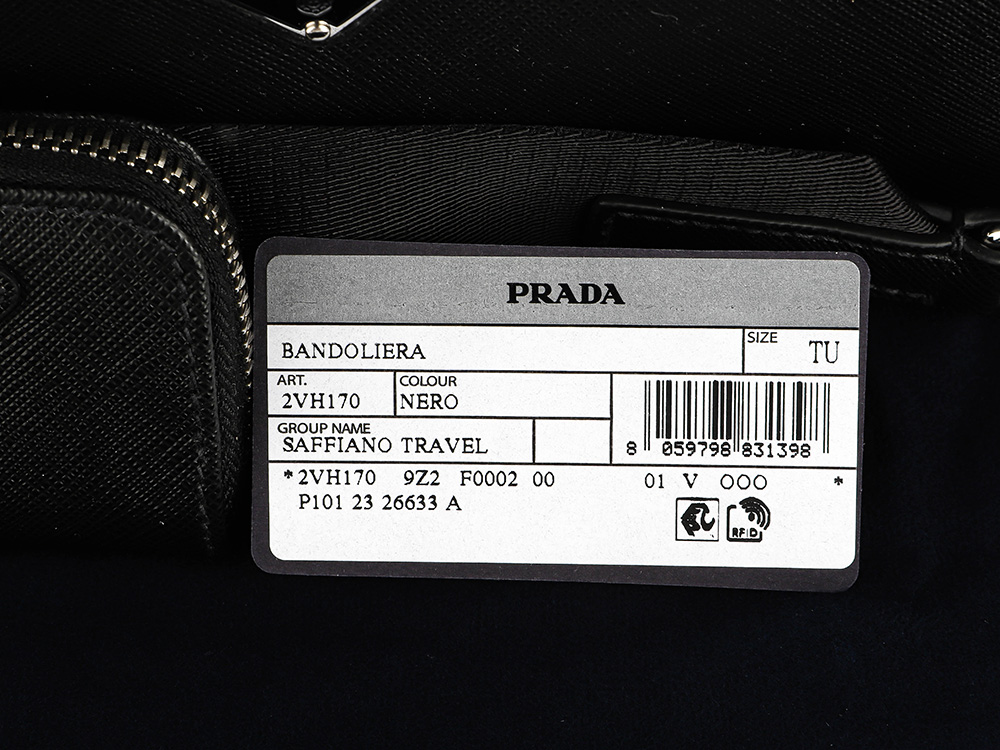 PRADA
BANDOLIERA SIZE TU
ART. COLOUR
2VH170 NERO
GROUP NAME
SAFFIANO TRAVEL
8 059798 831398
*2VH170 9Z2 F0002 00 01 V OOO *
P101 23 26633 A
RFID